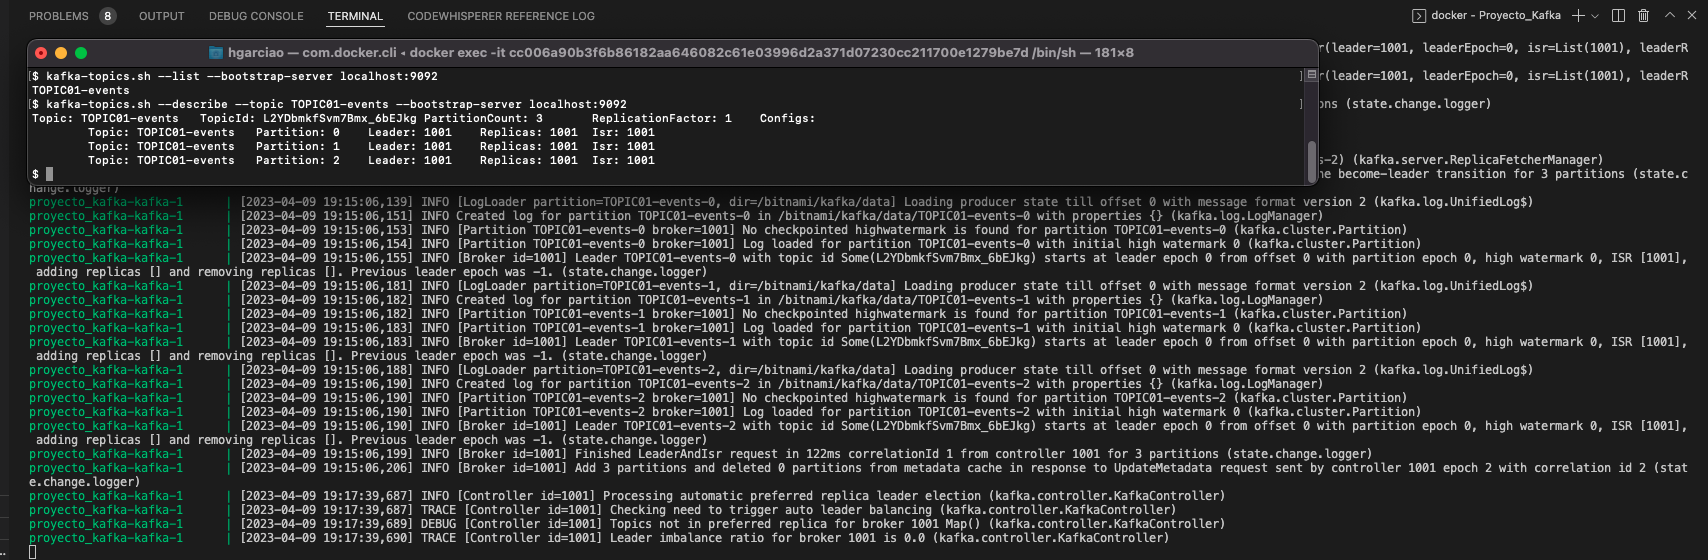 PROBLEMS 8 OUTPUT DEBUG CONSOLE TERMINAL CODEWHISPERER REFERENCE LOG docker - Proyecto_Kafka
hgarciao — com.docker.cli ◂ docker exec -it cc006a90b3f6b86182aa646082c61e03996d2a371d07230cc211700e1279be7d /bin/sh — 181×8
r(leader=1001, leaderEpoch=0, isr=List(1001), leaderR
[$ kafka-topics.sh --list --bootstrap-server localhost:9092 ]
r(leader=1001, leaderEpoch=0, isr=List(1001), leaderR
TOPIC01-events
[$ kafka-topics.sh --describe --topic TOPIC01-events --bootstrap-server localhost:9092 ]
ons (state.change.logger)
Topic: TOPIC01-events TopicId: L2YDbmkfSvm7Bmx_6bEJkg PartitionCount: 3 ReplicationFactor: 1 Configs:
Topic: TOPIC01-events Partition: 0 Leader: 1001 Replicas: 1001 Isr: 1001
Topic: TOPIC01-events Partition: 1 Leader: 1001 Replicas: 1001 Isr: 1001
Topic: TOPIC01-events Partition: 2 Leader: 1001 Replicas: 1001 Isr: 1001
s-2) (kafka.server.ReplicaFetcherManager)
$
ne become-leader transition for 3 partitions (state.c
hange.logger)
proyecto_kafka-kafka-1 | [2023-04-09 19:15:06,139] INFO [LogLoader partition=TOPIC01-events-0, dir=/bitnami/kafka/data] Loading producer state till offset 0 with message format version 2 (kafka.log.UnifiedLog$)
proyecto_kafka-kafka-1 | [2023-04-09 19:15:06,151] INFO Created log for partition TOPIC01-events-0 in /bitnami/kafka/data/TOPIC01-events-0 with properties {} (kafka.log.LogManager)
proyecto_kafka-kafka-1 | [2023-04-09 19:15:06,153] INFO [Partition TOPIC01-events-0 broker=1001] No checkpointed highwatermark is found for partition TOPIC01-events-0 (kafka.cluster.Partition)
proyecto_kafka-kafka-1 | [2023-04-09 19:15:06,154] INFO [Partition TOPIC01-events-0 broker=1001] Log loaded for partition TOPIC01-events-0 with initial high watermark 0 (kafka.cluster.Partition)
proyecto_kafka-kafka-1 | [2023-04-09 19:15:06,155] INFO [Broker id=1001] Leader TOPIC01-events-0 with topic id Some(L2YDbmkfSvm7Bmx_6bEJkg) starts at leader epoch 0 from offset 0 with partition epoch 0, high watermark 0, ISR [1001],
adding replicas [] and removing replicas []. Previous leader epoch was -1. (state.change.logger)
proyecto_kafka-kafka-1 | [2023-04-09 19:15:06,181] INFO [LogLoader partition=TOPIC01-events-1, dir=/bitnami/kafka/data] Loading producer state till offset 0 with message format version 2 (kafka.log.UnifiedLog$)
proyecto_kafka-kafka-1 | [2023-04-09 19:15:06,182] INFO Created log for partition TOPIC01-events-1 in /bitnami/kafka/data/TOPIC01-events-1 with properties {} (kafka.log.LogManager)
proyecto_kafka-kafka-1 | [2023-04-09 19:15:06,182] INFO [Partition TOPIC01-events-1 broker=1001] No checkpointed highwatermark is found for partition TOPIC01-events-1 (kafka.cluster.Partition)
proyecto_kafka-kafka-1 | [2023-04-09 19:15:06,183] INFO [Partition TOPIC01-events-1 broker=1001] Log loaded for partition TOPIC01-events-1 with initial high watermark 0 (kafka.cluster.Partition)
proyecto_kafka-kafka-1 | [2023-04-09 19:15:06,183] INFO [Broker id=1001] Leader TOPIC01-events-1 with topic id Some(L2YDbmkfSvm7Bmx_6bEJkg) starts at leader epoch 0 from offset 0 with partition epoch 0, high watermark 0, ISR [1001],
adding replicas [] and removing replicas []. Previous leader epoch was -1. (state.change.logger)
proyecto_kafka-kafka-1 | [2023-04-09 19:15:06,188] INFO [LogLoader partition=TOPIC01-events-2, dir=/bitnami/kafka/data] Loading producer state till offset 0 with message format version 2 (kafka.log.UnifiedLog$)
proyecto_kafka-kafka-1 | [2023-04-09 19:15:06,190] INFO Created log for partition TOPIC01-events-2 in /bitnami/kafka/data/TOPIC01-events-2 with properties {} (kafka.log.LogManager)
proyecto_kafka-kafka-1 | [2023-04-09 19:15:06,190] INFO [Partition TOPIC01-events-2 broker=1001] No checkpointed highwatermark is found for partition TOPIC01-events-2 (kafka.cluster.Partition)
proyecto_kafka-kafka-1 | [2023-04-09 19:15:06,190] INFO [Partition TOPIC01-events-2 broker=1001] Log loaded for partition TOPIC01-events-2 with initial high watermark 0 (kafka.cluster.Partition)
proyecto_kafka-kafka-1 | [2023-04-09 19:15:06,190] INFO [Broker id=1001] Leader TOPIC01-events-2 with topic id Some(L2YDbmkfSvm7Bmx_6bEJkg) starts at leader epoch 0 from offset 0 with partition epoch 0, high watermark 0, ISR [1001],
adding replicas [] and removing replicas []. Previous leader epoch was -1. (state.change.logger)
proyecto_kafka-kafka-1 | [2023-04-09 19:15:06,199] INFO [Broker id=1001] Finished LeaderAndIsr request in 122ms correlationId 1 from controller 1001 for 3 partitions (state.change.logger)
proyecto_kafka-kafka-1 | [2023-04-09 19:15:06,206] INFO [Broker id=1001] Add 3 partitions and deleted 0 partitions from metadata cache in response to UpdateMetadata request sent by controller 1001 epoch 2 with correlation id 2 (stat
e.change.logger)
proyecto_kafka-kafka-1 | [2023-04-09 19:17:39,687] INFO [Controller id=1001] Processing automatic preferred replica leader election (kafka.controller.KafkaController)
proyecto_kafka-kafka-1 | [2023-04-09 19:17:39,687] TRACE [Controller id=1001] Checking need to trigger auto leader balancing (kafka.controller.KafkaController)
proyecto_kafka-kafka-1 | [2023-04-09 19:17:39,689] DEBUG [Controller id=1001] Topics not in preferred replica for broker 1001 Map() (kafka.controller.KafkaController)
proyecto_kafka-kafka-1 | [2023-04-09 19:17:39,690] TRACE [Controller id=1001] Leader imbalance ratio for broker 1001 is 0.0 (kafka.controller.KafkaController)